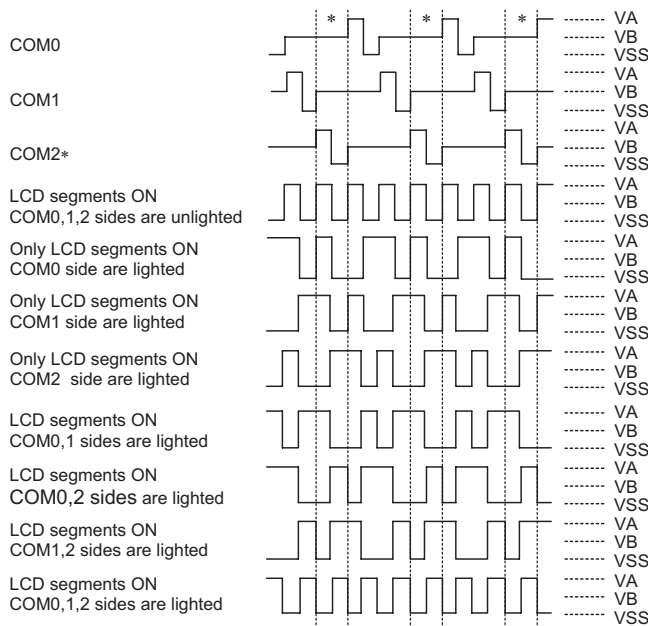 * * * VA
COM0 VB
VSS
VA
COM1 VB
VSS
VA
COM2* VB
VSS
LCD segments ON VA
COM0,1,2 sides are unlighted VB
VSS
Only LCD segments ON VA
COM0 side are lighted VB
VSS
Only LCD segments ON VA
COM1 side are lighted VB
VSS
Only LCD segments ON VA
COM2 side are lighted VB
VSS
LCD segments ON VA
COM0,1 sides are lighted VB
VSS
LCD segments ON VA
COM0,2 sides are lighted VB
VSS
LCD segments ON VA
COM1,2 sides are lighted VB
VSS
LCD segments ON VA
COM0,1,2 sides are lighted VB
VSS